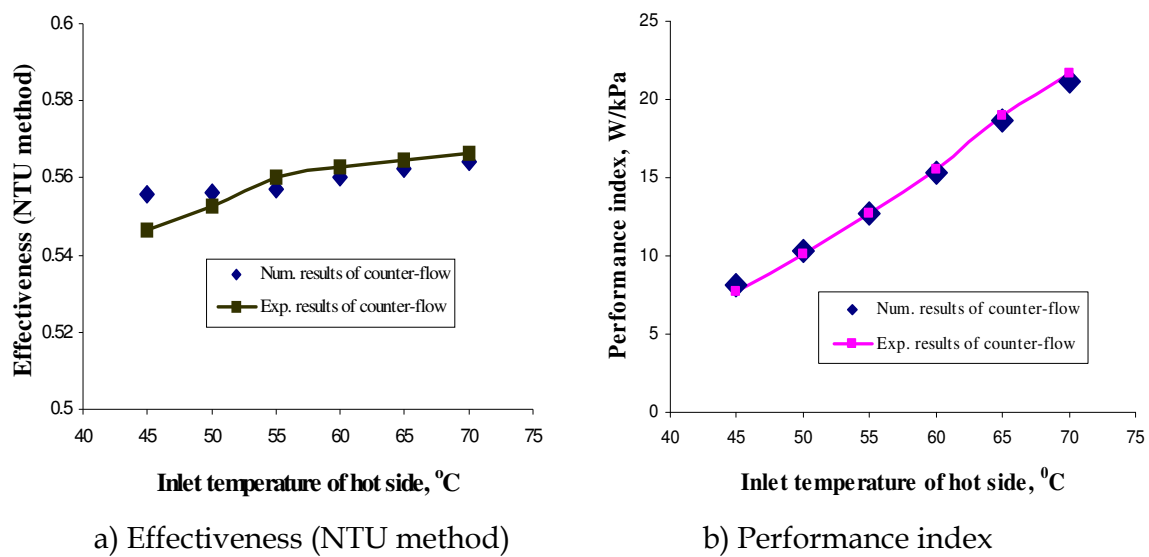 0.6
0.58
0.56
0.54
0.52
0.5
40 45 50 55 60 65 70 75
Effectiveness (NTU method)
Num. results of counter-flow
Exp. results of counter-flow
Inlet temperature of hot side, °C
a) Effectiveness (NTU method)
25
20
15
10
5
0
40 45 50 55 60 65 70 75
Performance index, W/kPa
Num. results of counter-flow
Exp. results of counter-flow
Inlet temperature of hot side, ⁰C
b) Performance index